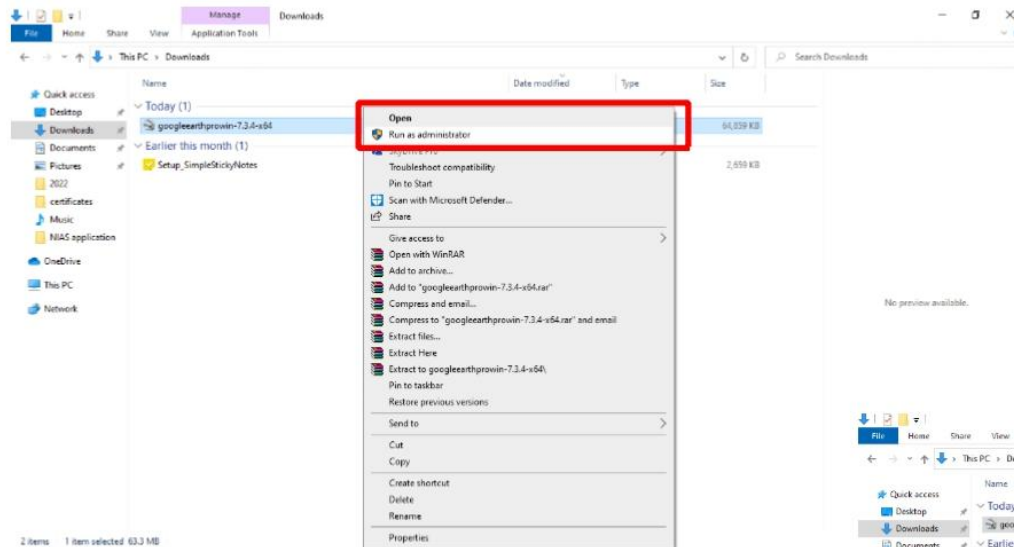 Manage
Downloads
File Home Share View Application Tools
This PC > Downloads
Search Downloads
Name Date modified Type Size
Quick access
Desktop
Downloads
Documents
Pictures
2022
certificates
Music
NIAS application
OneDrive
This PC
Network
Today (1)
googleearthprowin-7.3.4-x64 64,839 KB
Earlier this month (1)
Setup_SimpleStickyNotes 2,659 KB
Open
Run as administrator
Troubleshoot compatibility
Pin to Start
Scan with Microsoft Defender...
Share
Give access to
Open with WinRAR
Add to archive...
Add to "googleearthprowin-7.3.4-x64.rar"
Compress and email...
Compress to "googleearthprowin-7.3.4-x64.rar" and email
Extract files...
Extract Here
Extract to googleearthprowin-7.3.4-x64\
Pin to taskbar
Restore previous versions
Send to
Cut
Copy
Create shortcut
Delete
Rename
Properties
No preview available.
2 items 1 item selected 63.3 MB
File Home Share View
This PC > D
Name
Quick access
Desktop
Downloads
Documents
Today
goo
Earlie